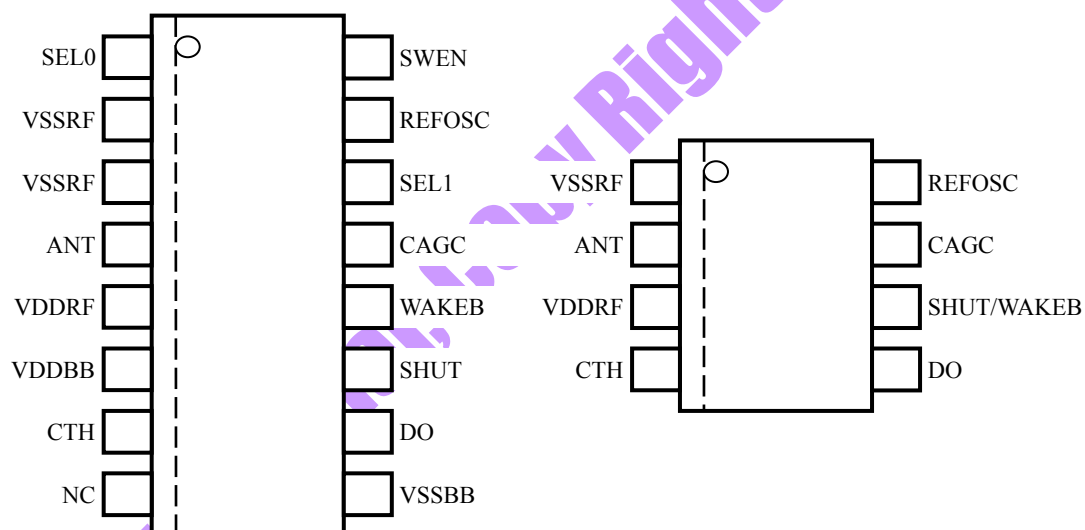 SEL0
VSSRF
VSSRF
ANT
VDDRF
VDDBB
CTH
NC
SWEN
REFOSC
SEL1
CAGC
WAKEB
SHUT
DO
VSSBB
VSSRF
ANT
VDDRF
CTH
REFOSC
CAGC
SHUT/WAKEB
DO
Right